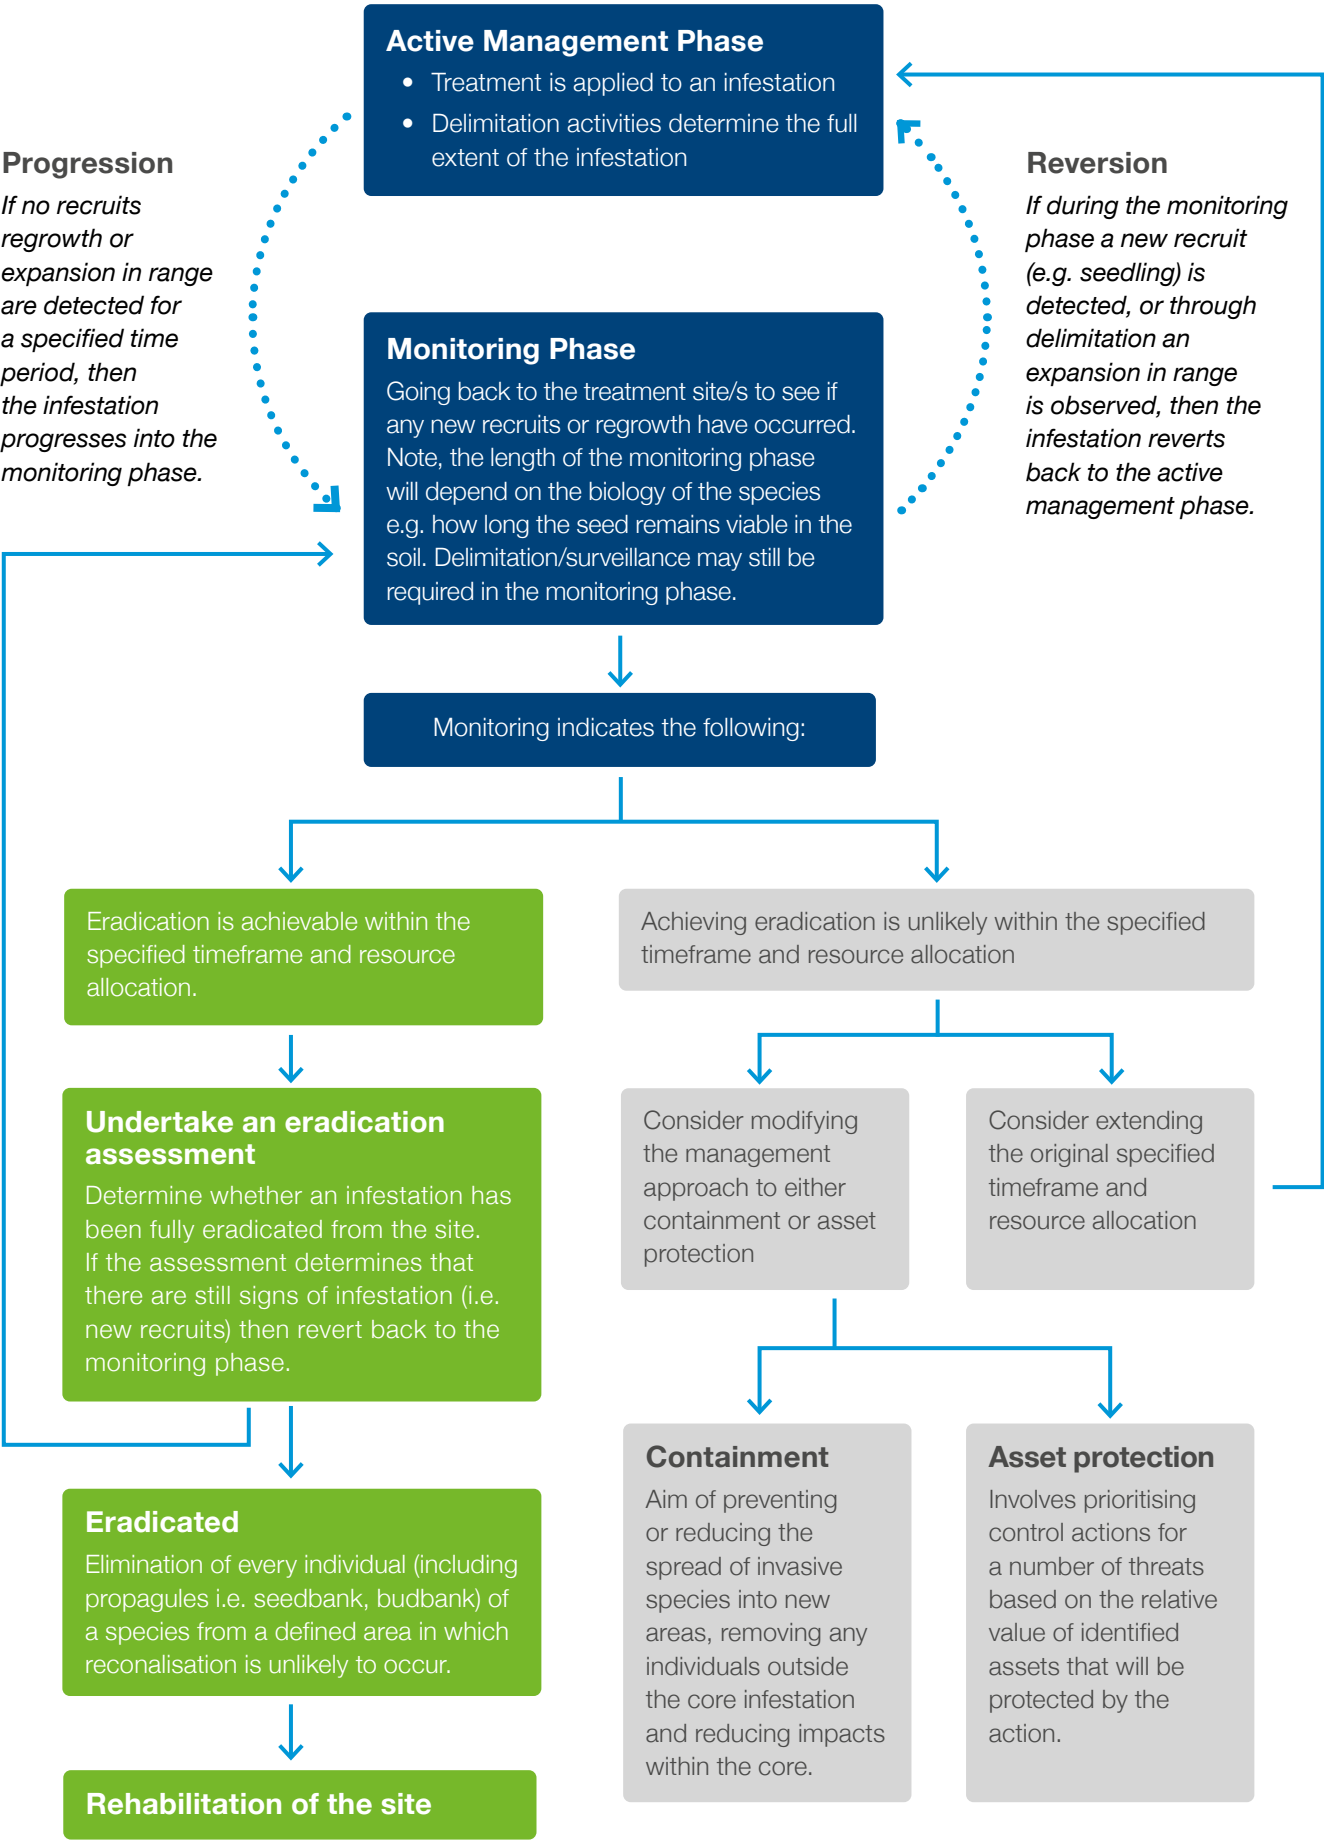 Active Management Phase
• Treatment is applied to an infestation
• Delimitation activities determine the full
extent of the infestation
Progression
If no recruits
regrowth or
expansion in range
are detected for
a specified time
period, then
the infestation
progresses into the
monitoring phase.
Reversion
If during the monitoring
phase a new recruit
(e.g. seedling) is
detected, or through
delimitation an
expansion in range
is observed, then the
infestation reverts
back to the active
management phase.
Monitoring Phase
Going back to the treatment site/s to see if
any new recruits or regrowth have occurred.
Note, the length of the monitoring phase
will depend on the biology of the species
e.g. how long the seed remains viable in the
soil. Delimitation/surveillance may still be
required in the monitoring phase.
Monitoring indicates the following:
Eradication is achievable within the
specified timeframe and resource
allocation.
Achieving eradication is unlikely within the specified
timeframe and resource allocation
Undertake an eradication
assessment
Determine whether an infestation has
been fully eradicated from the site.
If the assessment determines that
there are still signs of infestation (i.e.
new recruits) then revert back to the
monitoring phase.
Consider modifying
the management
approach to either
containment or asset
protection
Consider extending
the original specified
timeframe and
resource allocation
Eradicated
Elimination of every individual (including
propagules i.e. seedbank, budbank) of
a species from a defined area in which
reconalisation is unlikely to occur.
Containment
Aim of preventing
or reducing the
spread of invasive
species into new
areas, removing any
individuals outside
the core infestation
and reducing impacts
within the core.
Asset protection
Involves prioritising
control actions for
a number of threats
based on the relative
value of identified
assets that will be
protected by the
action.
Rehabilitation of the site